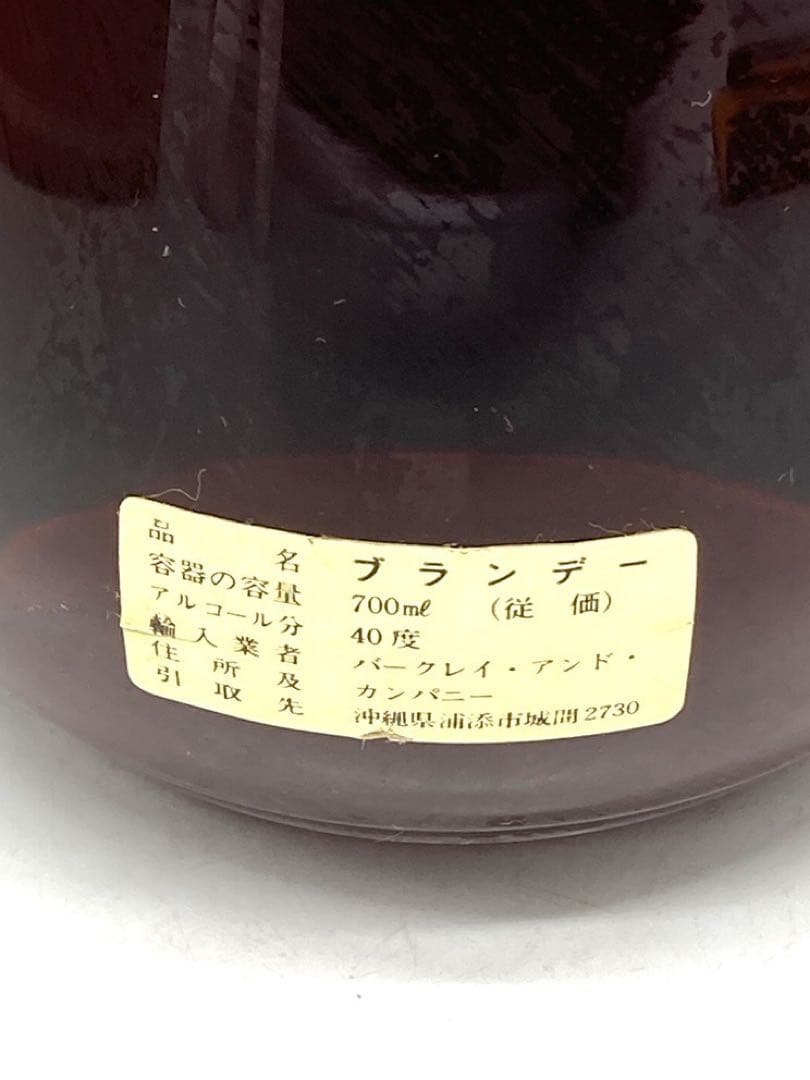 品名 ブランデー
容器の容量 700mℓ (従価)
アルコール分 40度
輸入業者 バークレイ・アンド・
住所及 カンパニー
引取先 沖縄県浦添市城間2730